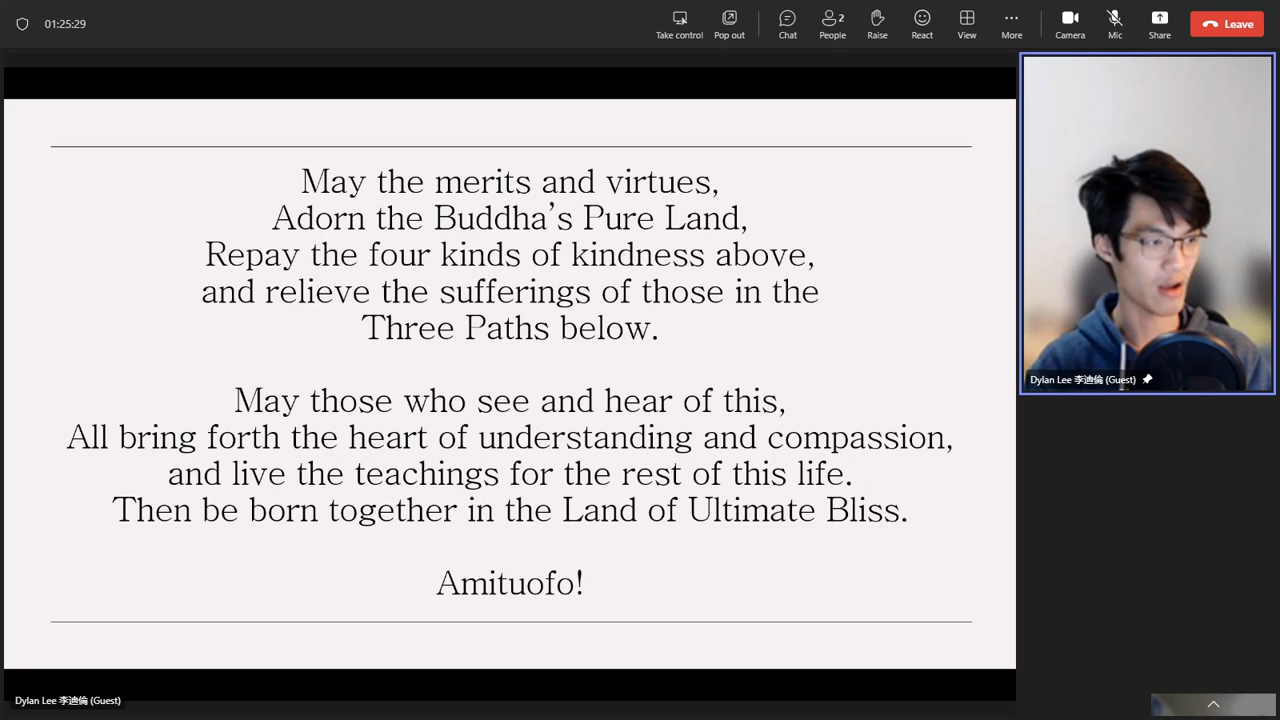 01:25:29
Take control
Pop out
Chat
People
2
Raise
React
View
More
Camera
Mic
Share
Leave
May the merits and virtues,
Adorn the Buddha’s Pure Land,
Repay the four kinds of kindness above,
and relieve the sufferings of those in the
Three Paths below.
May those who see and hear of this,
All bring forth the heart of understanding and compassion,
and live the teachings for the rest of this life.
Then be born together in the Land of Ultimate Bliss.
Amituofo!
Dylan Lee 李迪倫 (Guest)
Dylan Lee 李迪倫 (Guest)